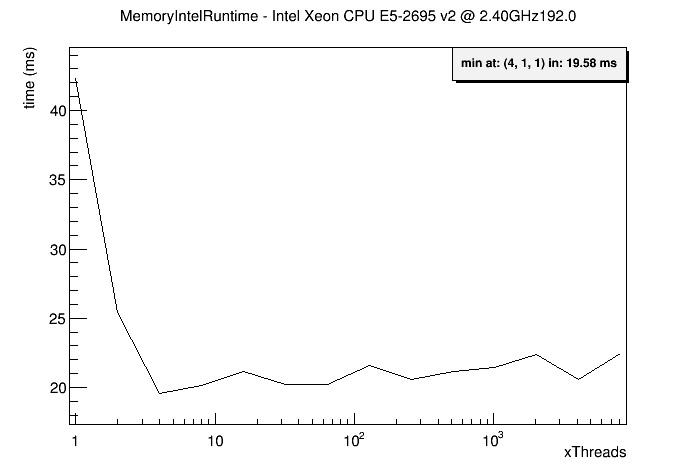 MemoryIntelRuntime - Intel Xeon CPU E5-2695 v2 @ 2.40GHz192.0
min at: (4, 1, 1) in: 19.58 ms
time (ms)
40
35
30
25
20
1 10 10² 10³
xThreads